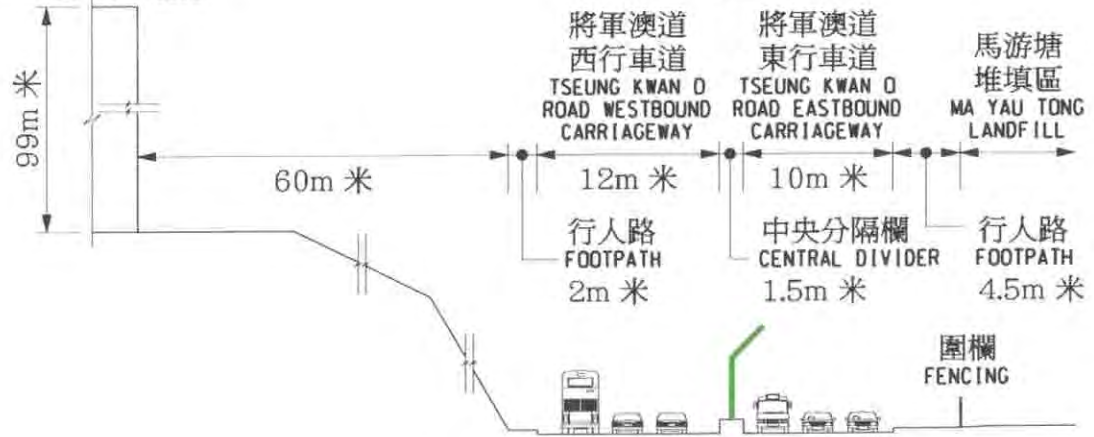 將軍澳道
西行車道
TSEUNG KWAN O
ROAD WESTBOUND
CARRIAGEWAY
將軍澳道
東行車道
TSEUNG KWAN O
ROAD EASTBOUND
CARRIAGEWAY
馬游塘
堆填區
MA YAU TONG
LANDFILL
99m 米
60m 米
12m 米
10m 米
行人路
FOOTPATH
2m 米
中央分隔欄
CENTRAL DIVIDER
1.5m 米
行人路
FOOTPATH
4.5m 米
圍欄
FENCING